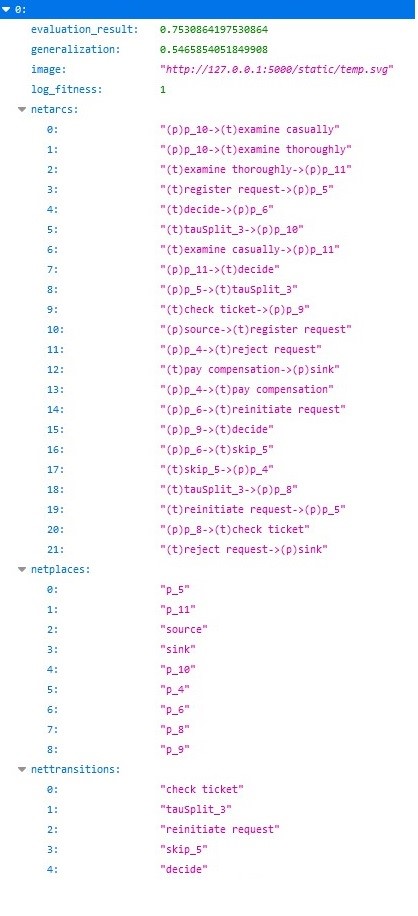 0:
evaluation_result: 0.7530864197530864
generalization: 0.5465854051849908
image: "http://127.0.0.1:5000/static/temp.svg"
log_fitness: 1
netarcs:
0: "(p)p_10->(t)examine casually"
1: "(p)p_10->(t)examine thoroughly"
2: "(t)examine thoroughly->(p)p_11"
3: "(t)register request->(p)p_5"
4: "(t)decide->(p)p_6"
5: "(t)tauSplit_3->(p)p_10"
6: "(t)examine casually->(p)p_11"
7: "(p)p_11->(t)decide"
8: "(p)p_5->(t)tauSplit_3"
9: "(t)check ticket->(p)p_9"
10: "(p)source->(t)register request"
11: "(p)p_4->(t)reject request"
12: "(t)pay compensation->(p)sink"
13: "(p)p_4->(t)pay compensation"
14: "(p)p_6->(t)reinitiate request"
15: "(p)p_9->(t)decide"
16: "(p)p_6->(t)skip_5"
17: "(t)skip_5->(p)p_4"
18: "(t)tauSplit_3->(p)p_8"
19: "(t)reinitiate request->(p)p_5"
20: "(p)p_8->(t)check ticket"
21: "(t)reject request->(p)sink"
netplaces:
0: "p_5"
1: "p_11"
2: "source"
3: "sink"
4: "p_10"
5: "p_4"
6: "p_6"
7: "p_8"
8: "p_9"
nettransitions:
0: "check ticket"
1: "tauSplit_3"
2: "reinitiate request"
3: "skip_5"
4: "decide"